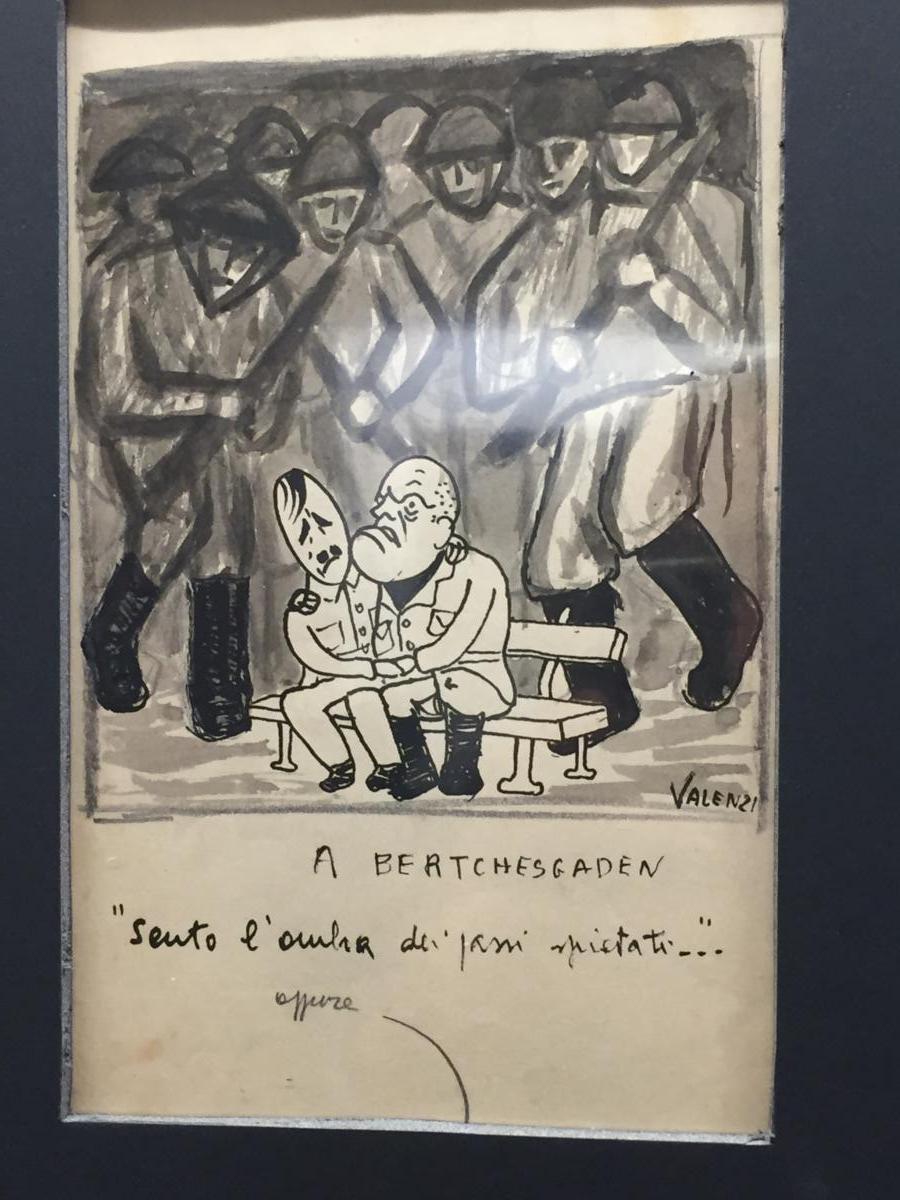 VALENZI
A BERTCHESGADEN
"Sento l'ombra dei passi spietati..."
oppure